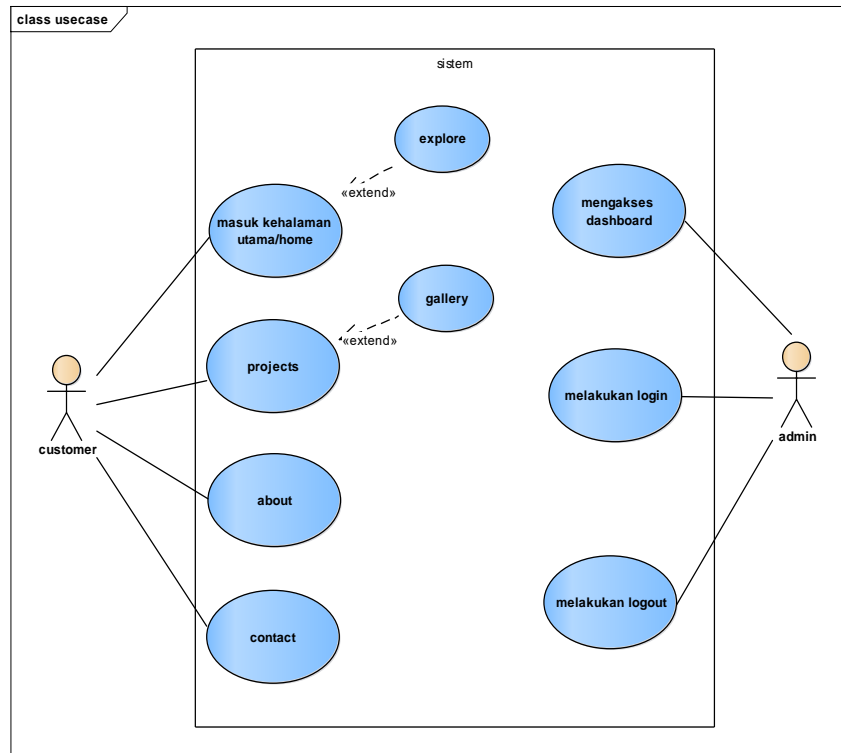 class usecase
sistem
explore
«extend»
masuk kehalaman
utama/home
mengakses
dashboard
gallery
«extend»
projects
melakukan login
customer
admin
about
melakukan logout
contact